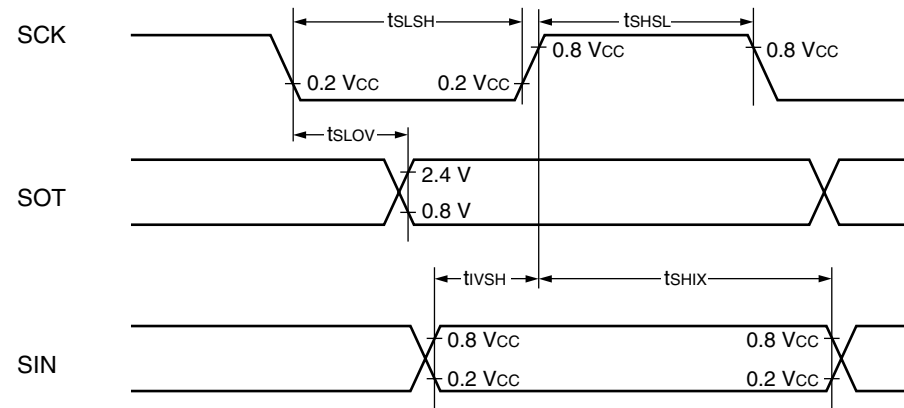 tSLSH
tSHSL
SCK
0.8 VCC
0.8 VCC
0.2 VCC
0.2 VCC
tSLOV
SOT
2.4 V
0.8 V
tIVSH
tSHIX
SIN
0.8 VCC
0.8 VCC
0.2 VCC
0.2 VCC